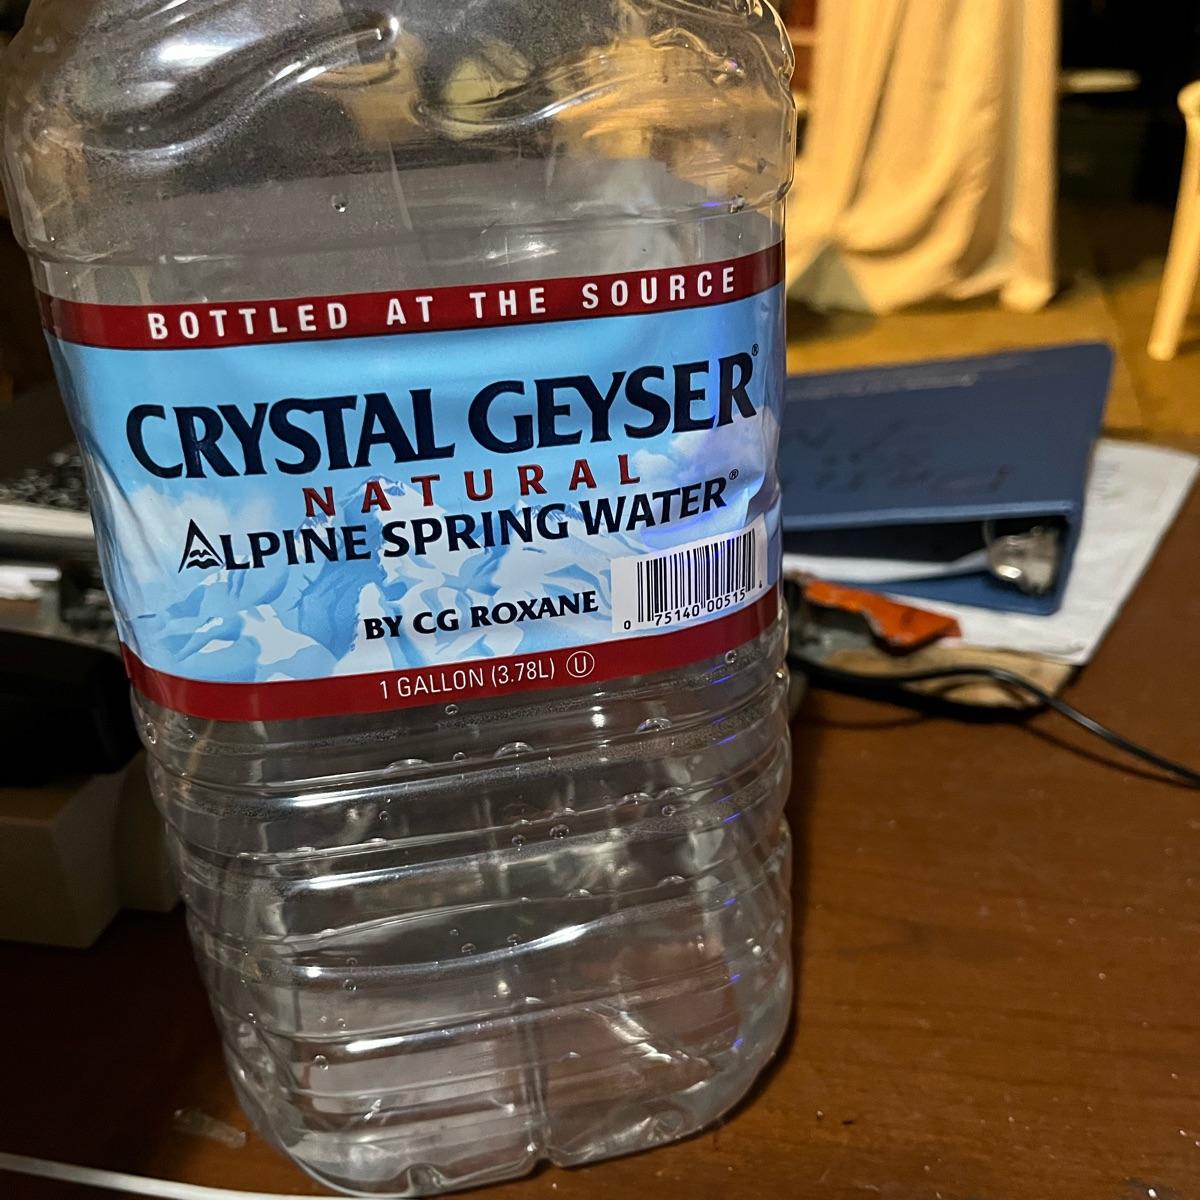 BOTTLED AT THE SOURCE
CRYSTAL GEYSER®
NATURAL
ALPINE SPRING WATER®
BY CG ROXANE
0 75140 00515 4
1 GALLON (3.78L) U